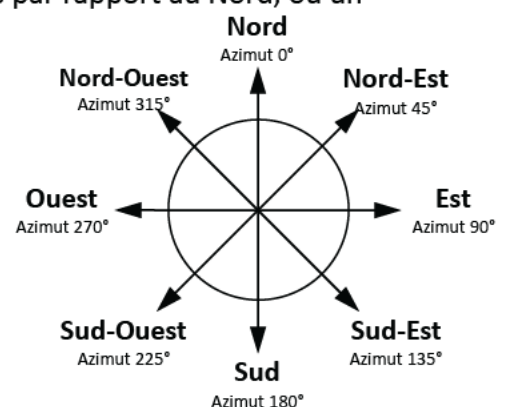 par rapport au Nord, ou un
Nord
Azimut 0°
Nord-Ouest
Azimut 315°
Nord-Est
Azimut 45°
Ouest
Azimut 270°
Est
Azimut 90°
Sud-Ouest
Azimut 225°
Sud-Est
Azimut 135°
Sud
Azimut 180°